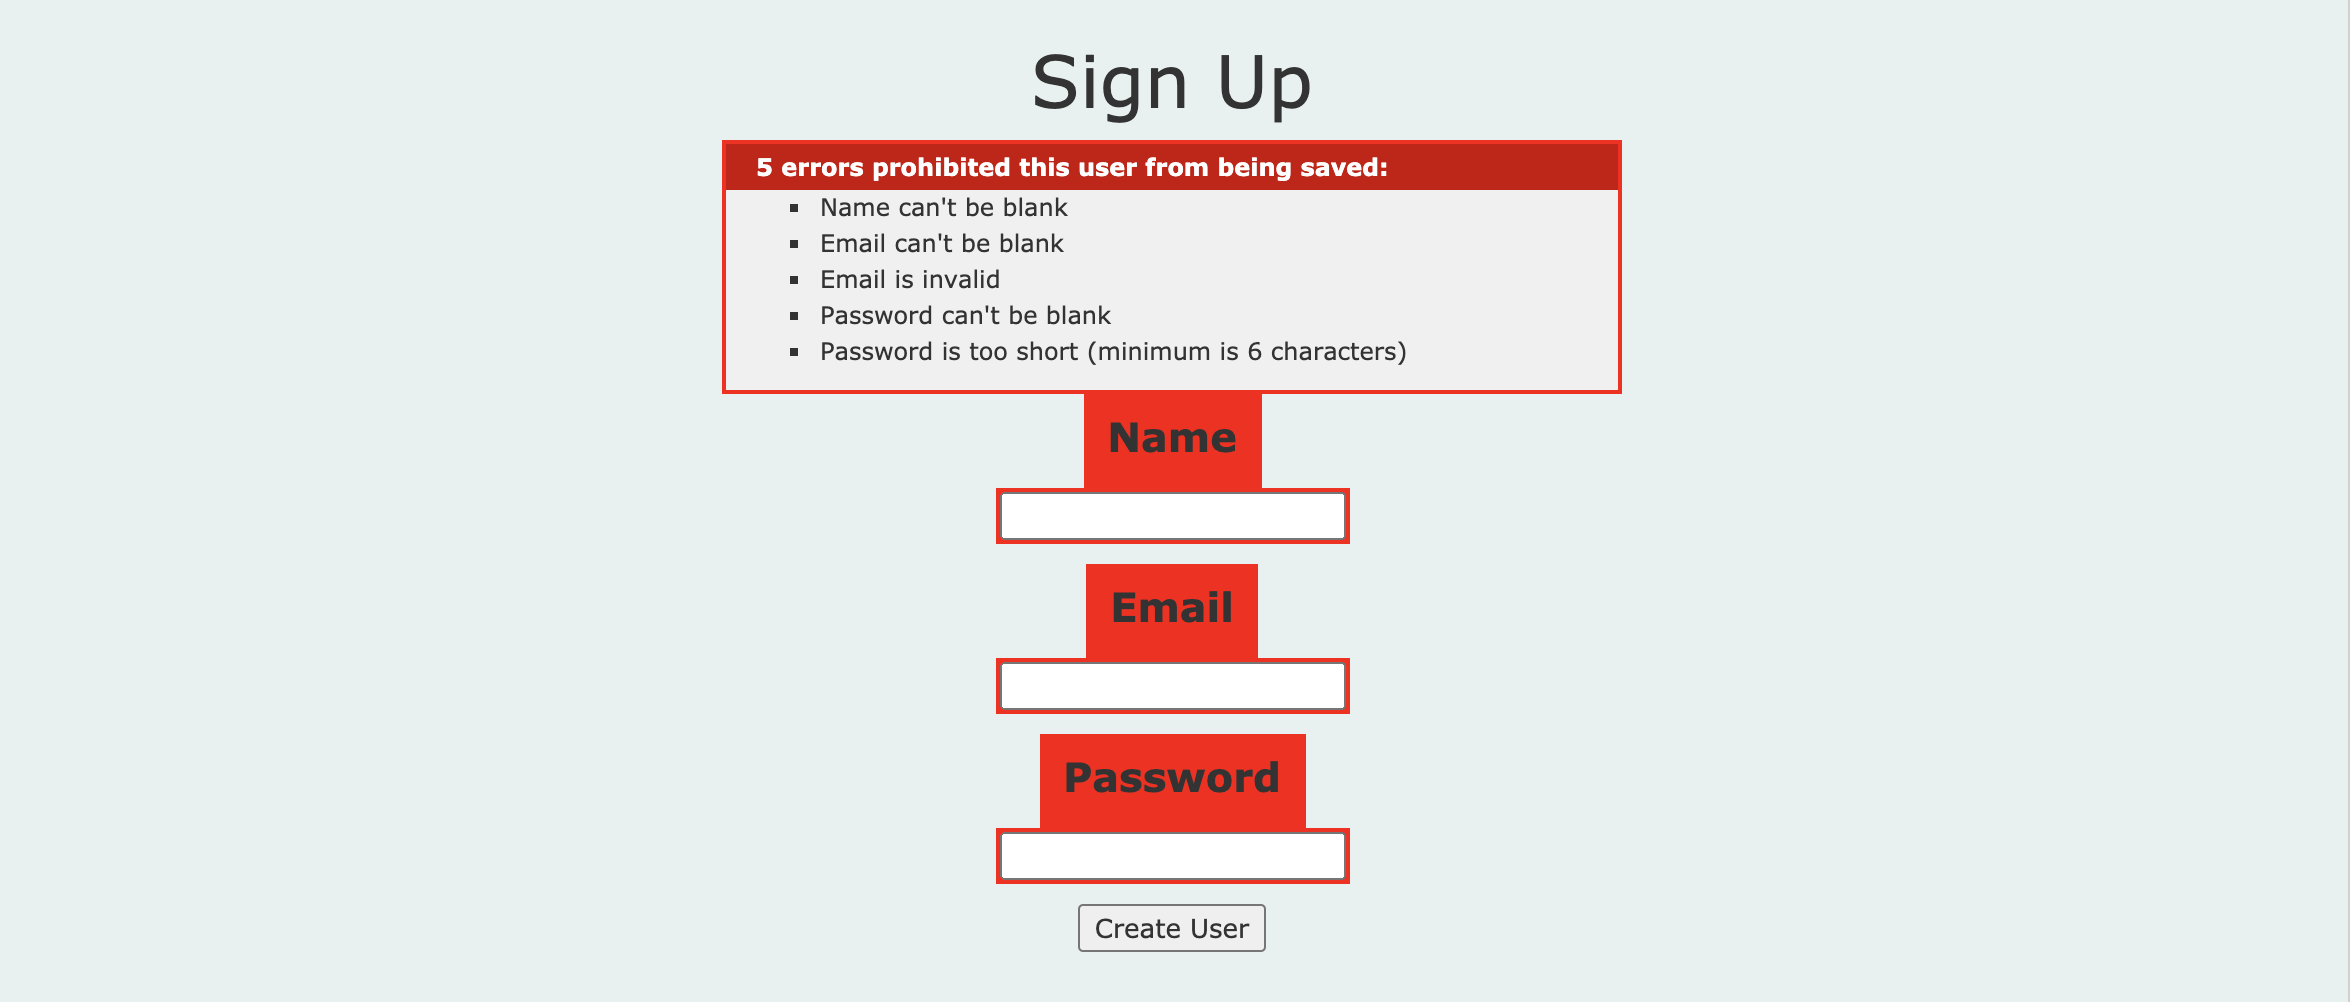 Sign Up
5 errors prohibited this user from being saved:
Name can't be blank
Email can't be blank
Email is invalid
Password can't be blank
Password is too short (minimum is 6 characters)
Name
Email
Password
Create User